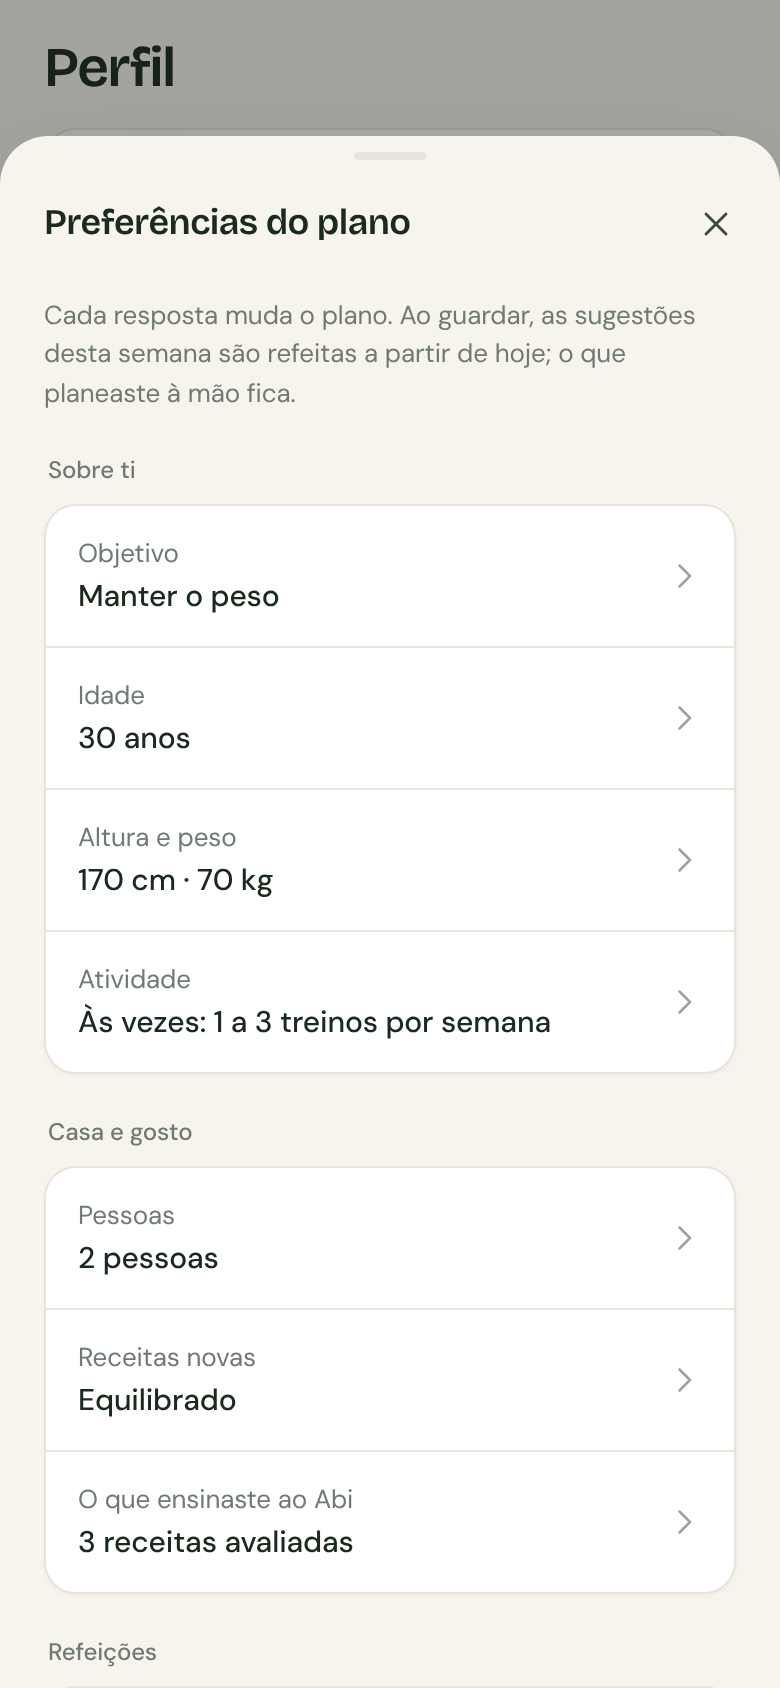 Perfil
Preferências do plano
Cada resposta muda o plano. Ao guardar, as sugestões
desta semana são refeitas a partir de hoje; o que
planeaste à mão fica.
Sobre ti
Objetivo
Manter o peso
Idade
30 anos
Altura e peso
170 cm · 70 kg
Atividade
Às vezes: 1 a 3 treinos por semana
Casa e gosto
Pessoas
2 pessoas
Receitas novas
Equilibrado
O que ensinaste ao Abi
3 receitas avaliadas
Refeições